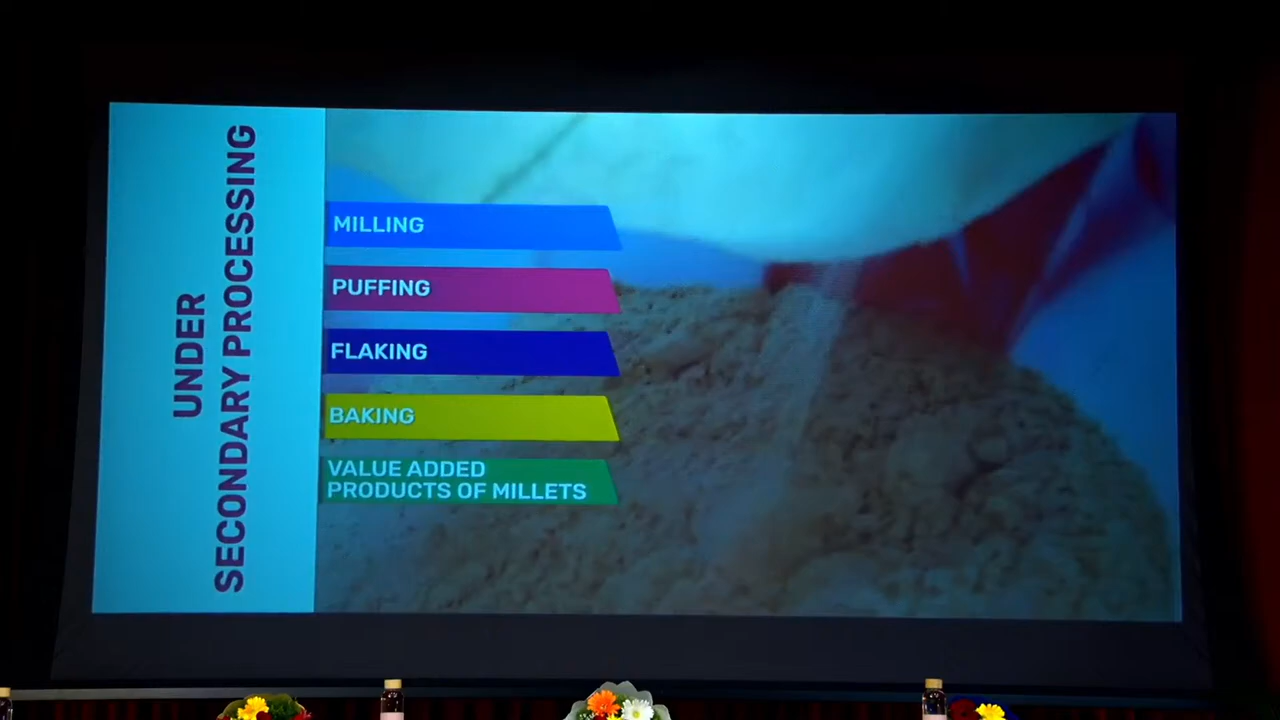 UNDER
SECONDARY PROCESSING
MILLING
PUFFING
FLAKING
BAKING
VALUE ADDED
PRODUCTS OF MILLETS